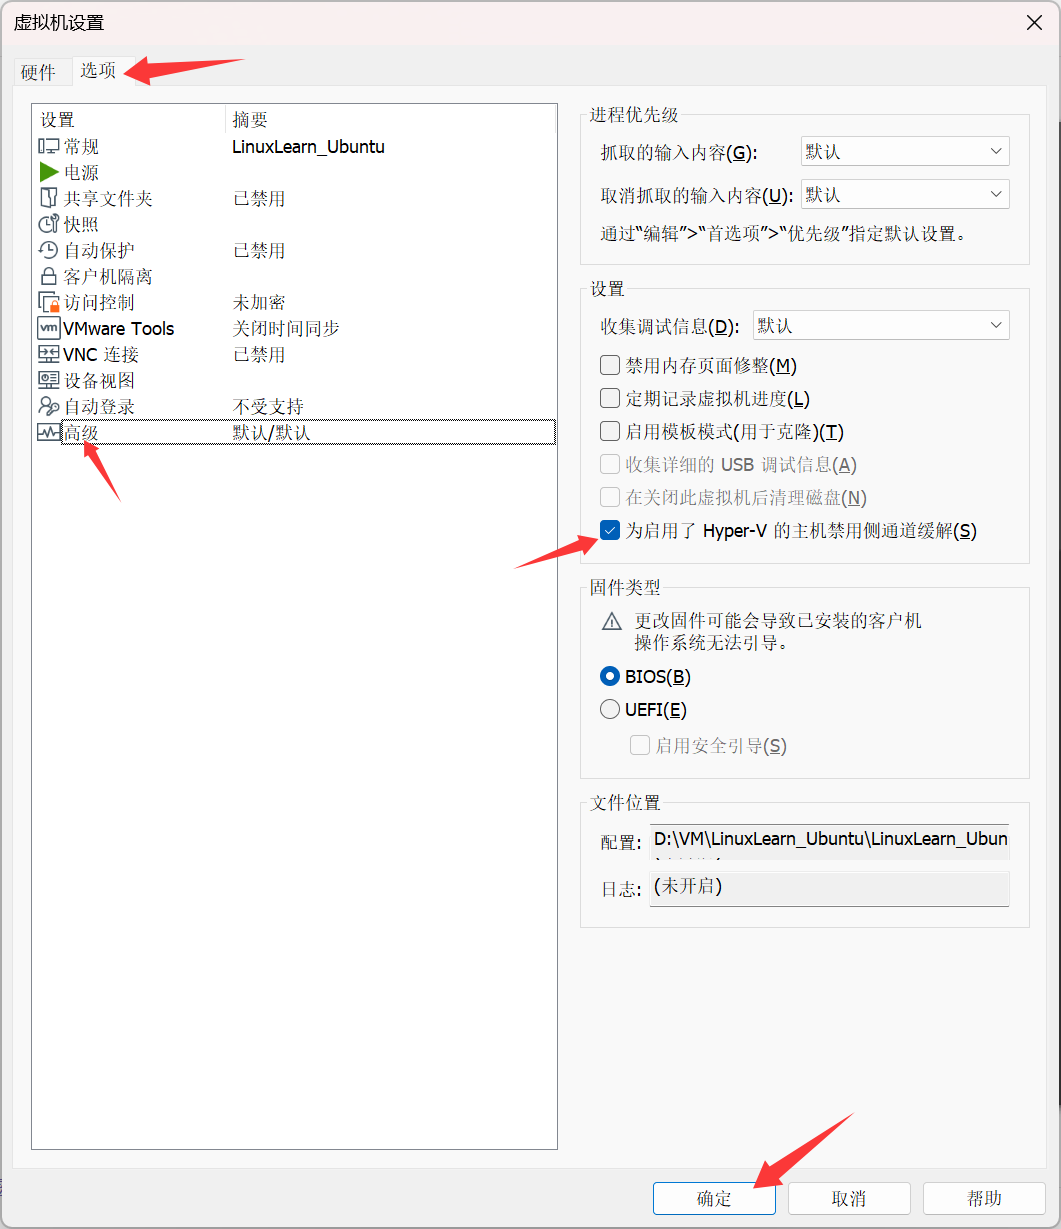 虚拟机设置
硬件 选项
设置 摘要
常规 LinuxLearn_Ubuntu
电源
共享文件夹 已禁用
快照
自动保护 已禁用
客户机隔离
访问控制 未加密
vm VMware Tools 关闭时间同步
VNC 连接 已禁用
设备视图
自动登录 不受支持
高级 默认/默认
进程优先级
抓取的输入内容(G): 默认
取消抓取的输入内容(U): 默认
通过“编辑”>“首选项”>“优先级”指定默认设置。
设置
收集调试信息(D): 默认
禁用内存页面修整(M)
定期记录虚拟机进度(L)
启用模板模式(用于克隆)(T)
收集详细的 USB 调试信息(A)
在关闭此虚拟机后清理磁盘(N)
为启用了 Hyper-V 的主机禁用侧通道缓解(S)
固件类型
更改固件可能会导致已安装的客户机
操作系统无法引导。
BIOS(B)
UEFI(E)
启用安全引导(S)
文件位置
配置: D:\VM\LinuxLearn_Ubuntu\LinuxLearn_Ubun
日志: (未开启)
确定 取消 帮助